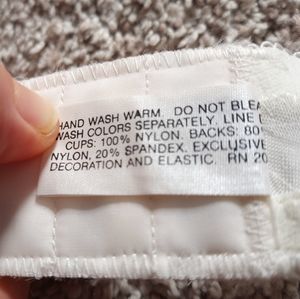 HAND WASH WARM. DO NOT BLEA
WASH COLORS SEPARATELY. LINE
CUPS: 100% NYLON. BACKS: 80%
NYLON, 20% SPANDEX. EXCLUSIVE
DECORATION AND ELASTIC. RN 20